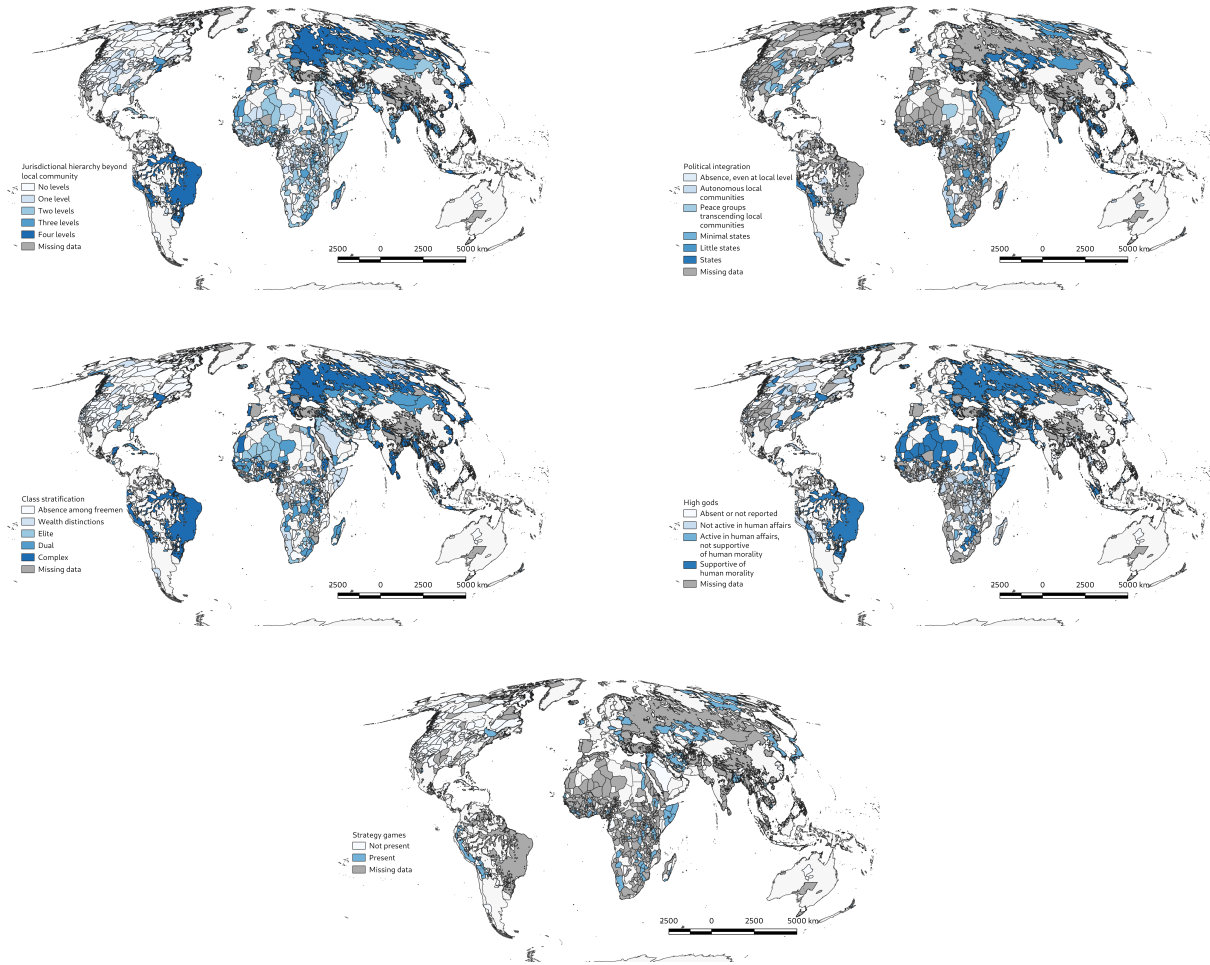 Jurisdictional hierarchy beyond
local community
No levels
One level
Two levels
Three levels
Four levels
Missing data
2500 0 2500 5000 km
Political integration
Absence, even at local level
Autonomous local
communities
Peace groups
transcending local
communities
Minimal states
Little states
States
Missing data
2500 0 2500 5000 km
Class stratification
Absence among freemen
Wealth distinctions
Elite
Dual
Complex
Missing data
2500 0 2500 5000 km
High gods
Absent or not reported
Not active in human affairs
Active in human affairs,
not supportive
of human morality
Supportive of
human morality
Missing data
2500 0 2500 5000 km
Strategy games
Not present
Present
Missing data
2500 0 2500 5000 km